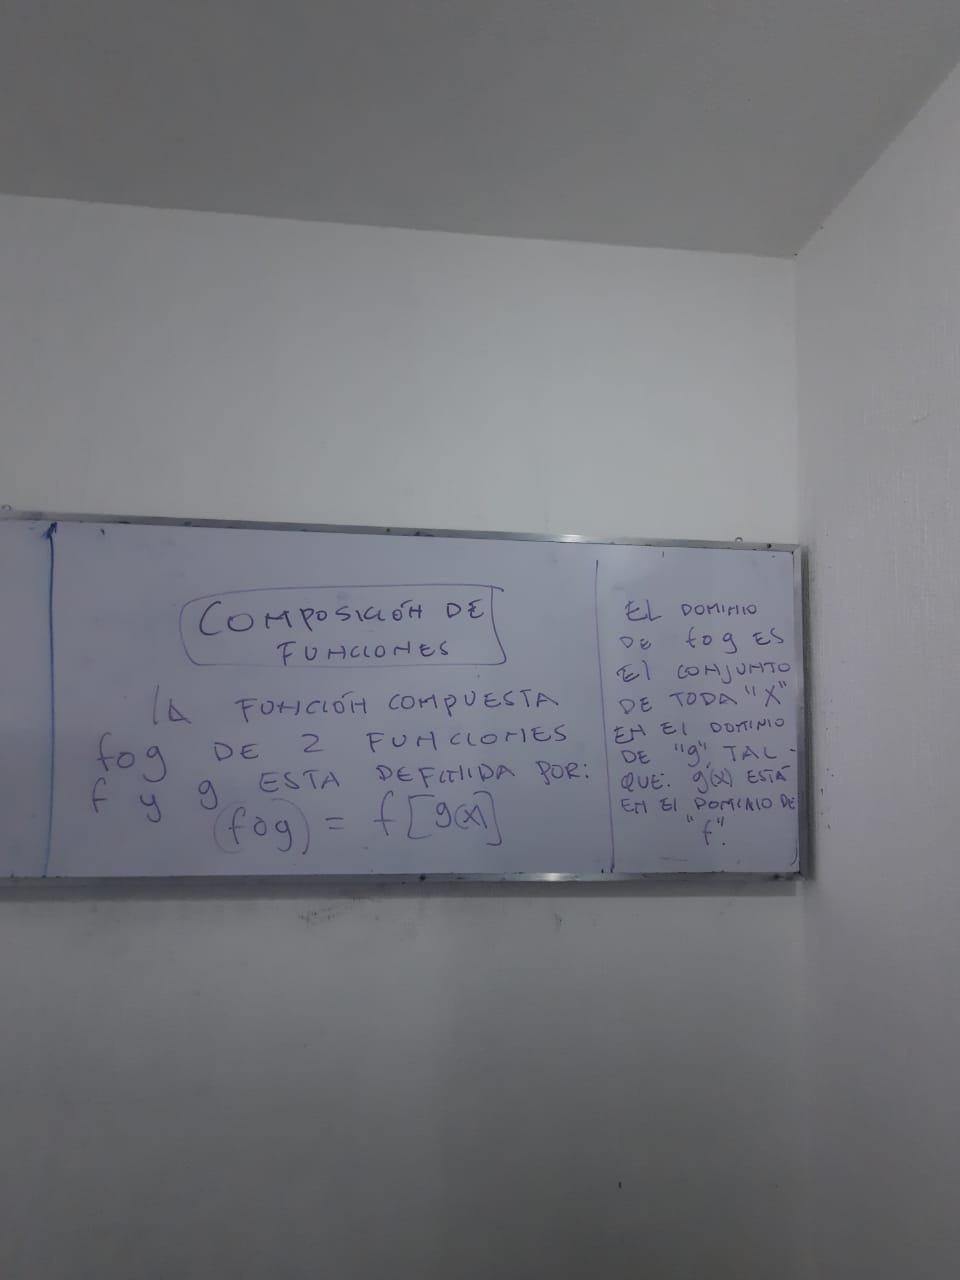 COMPOSICIÓN DE
FUNCIONES
la FUNCIÓN COMPUESTA
fog DE 2 FUNCIONES
f y g ESTA DEFINIDA POR:
(fog) = f[g(x)]
EL DOMINIO
DE fog ES
El CONJUNTO
DE TODA "X"
EN El DOMINIO
DE "g", TAL -
QUE: g(x) ESTÁ
EN El DOMINIO DE
"f".